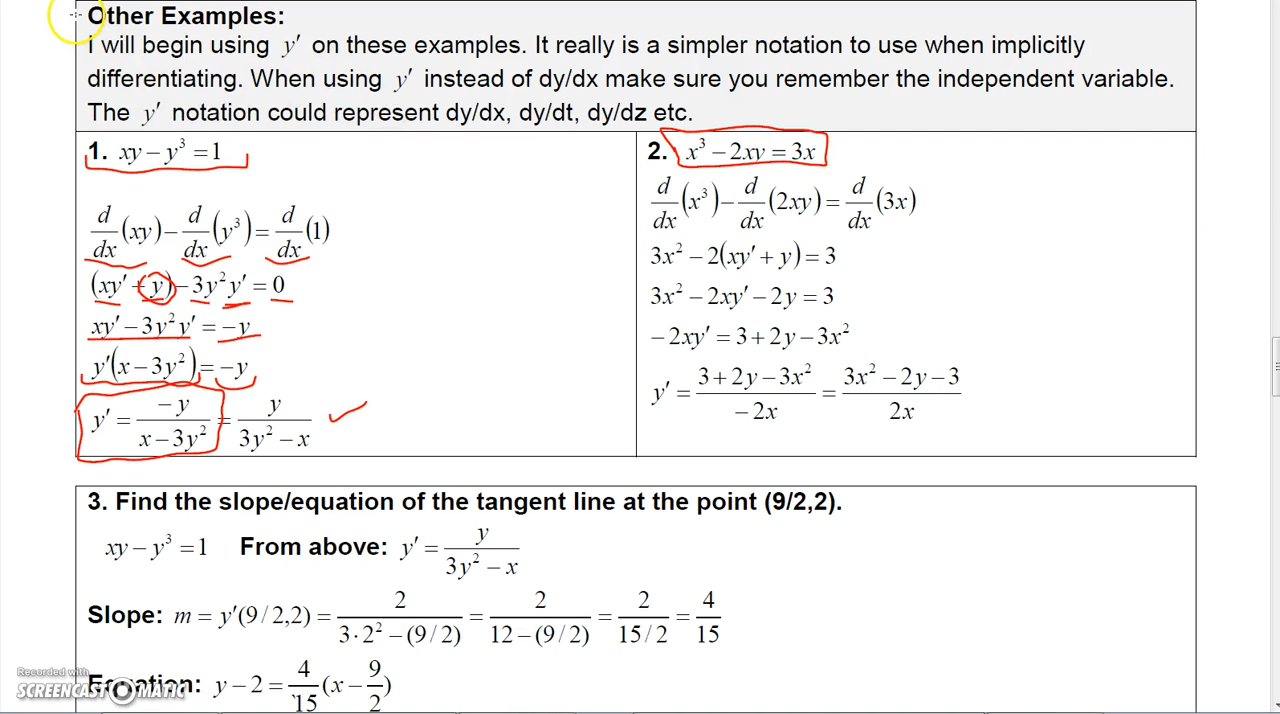 Other Examples:
I will begin using y′ on these examples. It really is a simpler notation to use when implicitly
differentiating. When using y′ instead of dy/dx make sure you remember the independent variable.
The y′ notation could represent dy/dx, dy/dt, dy/dz etc.
1. xy − y³ = 1
d/dx (xy) − d/dx (y³) = d/dx (1)
(xy′ + y) − 3y²y′ = 0
xy′ − 3y²y′ = −y
y′(x − 3y²) = −y
y′ = −y/(x − 3y²) = y/(3y² − x)
2. x³ − 2xy = 3x
d/dx (x³) − d/dx (2xy) = d/dx (3x)
3x² − 2(xy′ + y) = 3
3x² − 2xy′ − 2y = 3
−2xy′ = 3 + 2y − 3x²
y′ = (3 + 2y − 3x²)/(−2x) = (3x² − 2y − 3)/(2x)
3. Find the slope/equation of the tangent line at the point (9/2,2).
xy − y³ = 1 From above: y′ = y/(3y² − x)
Slope: m = y′(9/2,2) = 2/(3·2² − (9/2)) = 2/(12 − (9/2)) = 2/(15/2) = 4/15
Equation: y − 2 = 4/15 (x − 9/2)
Recorded with
SCREENCAST-O-MATIC